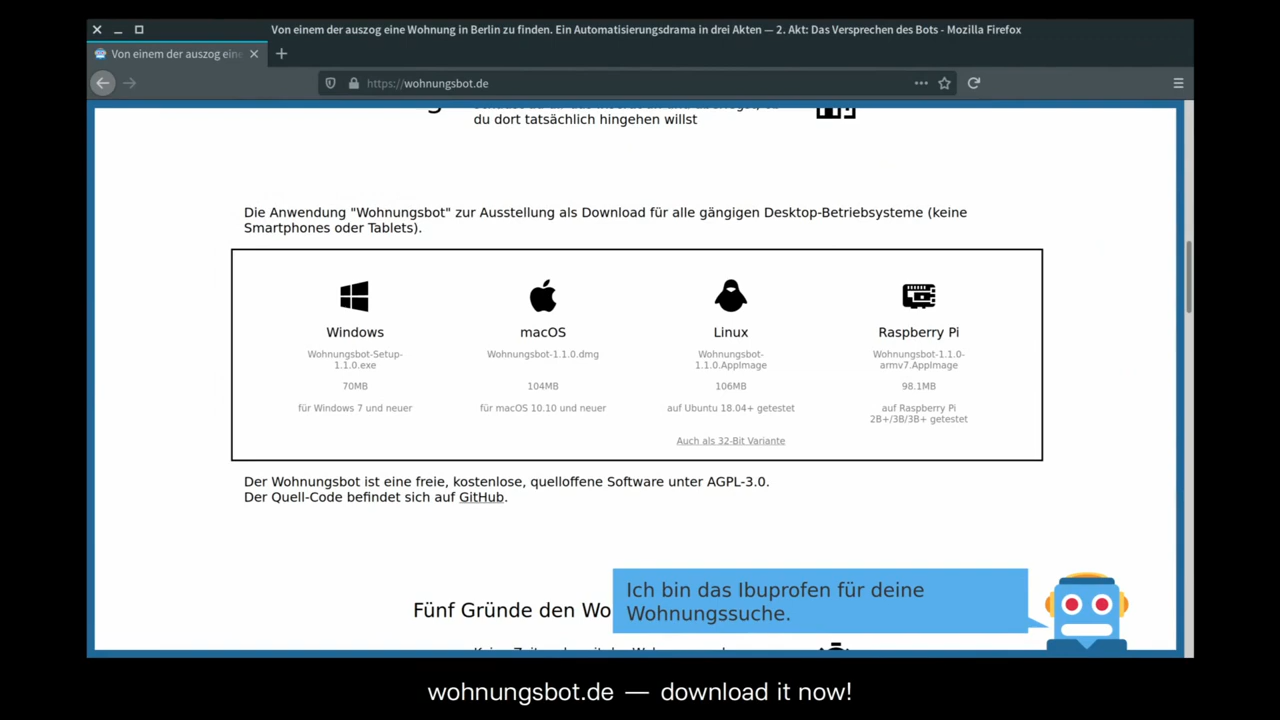 Von einem der auszog eine Wohnung in Berlin zu finden. Ein Automatisierungsdrama in drei Akten — 2. Akt: Das Versprechen des Bots - Mozilla Firefox
Von einem der auszog eine
https://wohnungsbot.de
du dort tatsächlich hingehen willst
Die Anwendung "Wohnungsbot" zur Ausstellung als Download für alle gängigen Desktop-Betriebsysteme (keine
Smartphones oder Tablets).
Windows
Wohnungsbot-Setup-
1.1.0.exe
70MB
für Windows 7 und neuer
macOS
Wohnungsbot-1.1.0.dmg
104MB
für macOS 10.10 und neuer
Linux
Wohnungsbot-
1.1.0.AppImage
106MB
auf Ubuntu 18.04+ getestet
Auch als 32-Bit Variante
Raspberry Pi
Wohnungsbot-1.1.0-
armv7.AppImage
98.1MB
auf Raspberry Pi
2B+/3B/3B+ getestet
Der Wohnungsbot ist eine freie, kostenlose, quelloffene Software unter AGPL-3.0.
Der Quell-Code befindet sich auf GitHub.
Fünf Gründe den Wo
Ich bin das Ibuprofen für deine
Wohnungssuche.
wohnungsbot.de — download it now!